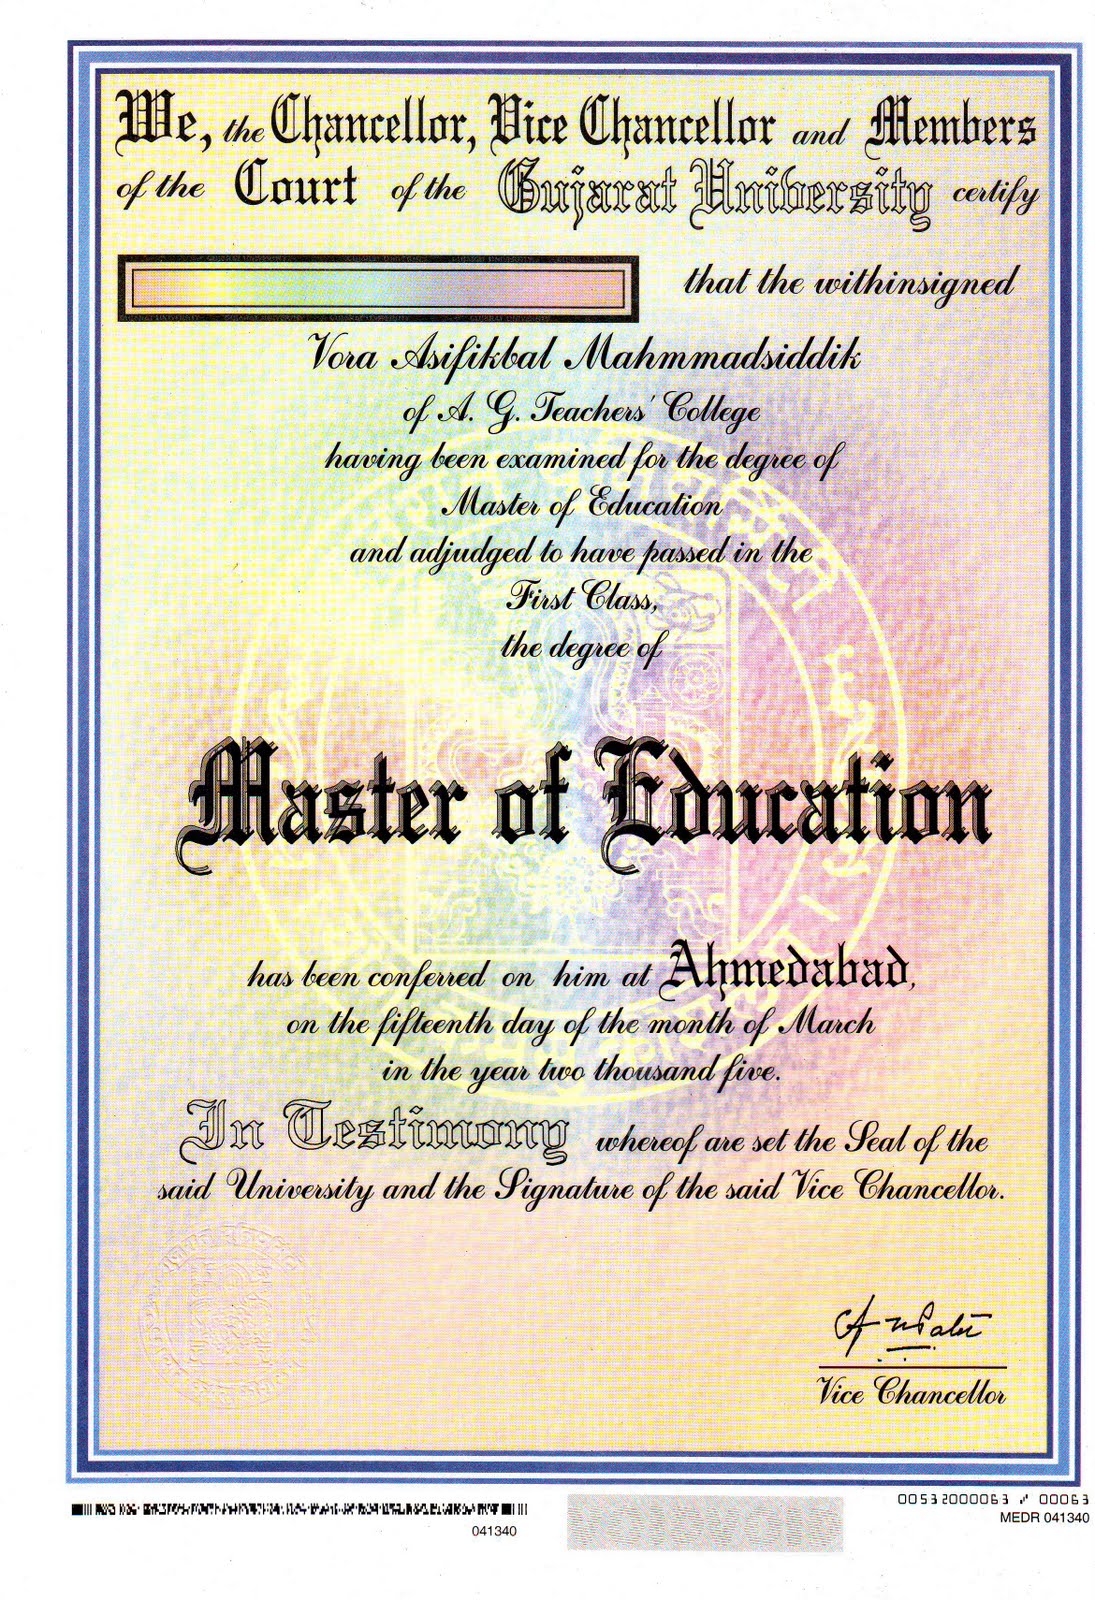 We, the Chancellor, Vice Chancellor and Members
of the Court of the Gujarat University certify
that the withinsigned
Vora Asifikbal Mahmmadsiddik
of A. G. Teachers' College
having been examined for the degree of
Master of Education
and adjudged to have passed in the
First Class,
the degree of
Master of Education
has been conferred on him at Ahmedabad,
on the fifteenth day of the month of March
in the year two thousand five.
In Testimony whereof are set the Seal of the
said University and the Signature of the said Vice Chancellor.
Vice Chancellor
00532000063 / 00063
MEDR 041340
041340